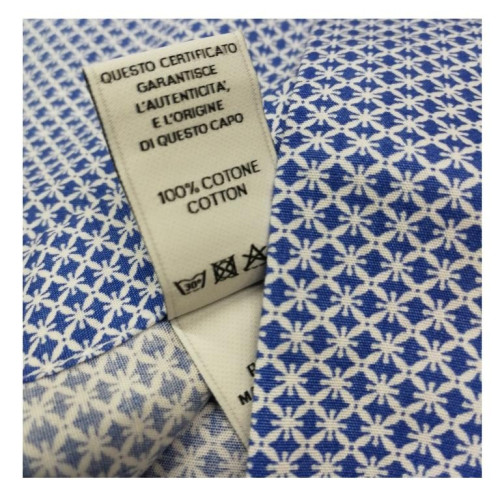 QUESTO CERTIFICATO
GARANTISCE
L'AUTENTICITA',
E L'ORIGINE
DI QUESTO CAPO
100% COTONE
COTTON
30°